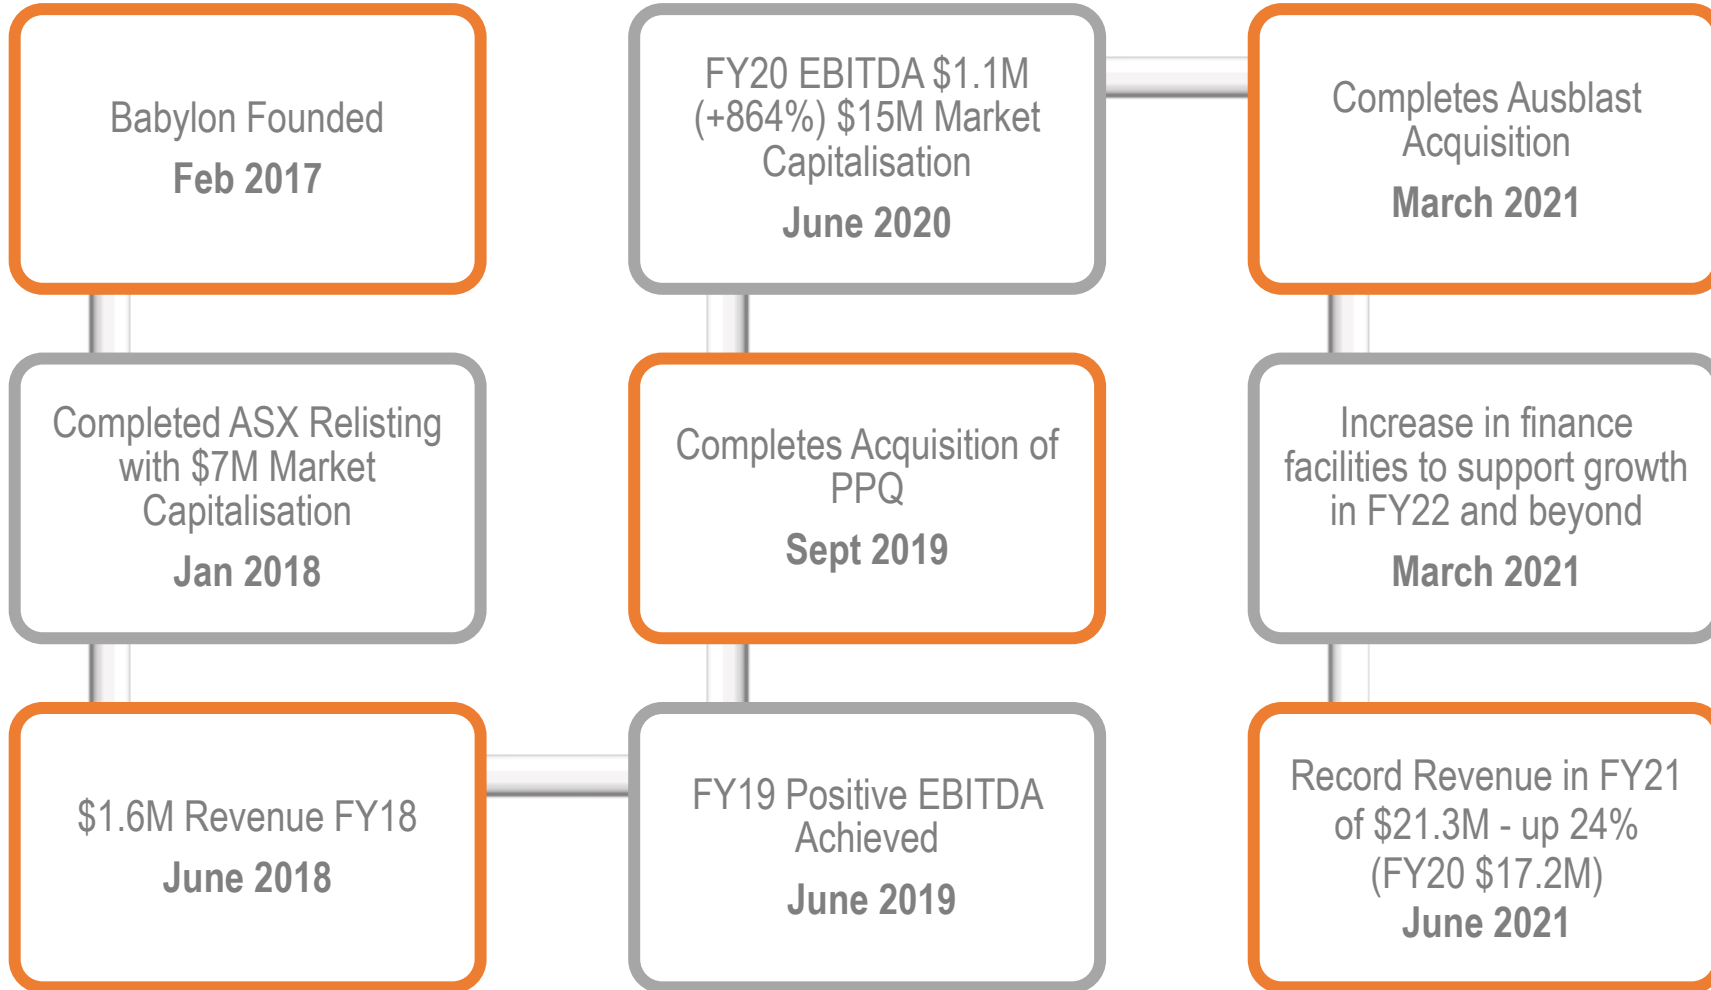 Babylon Founded
Feb 2017
Completed ASX Relisting
with $7M Market
Capitalisation
Jan 2018
$1.6M Revenue FY18
June 2018
FY19 Positive EBITDA
Achieved
June 2019
Completes Acquisition of
PPQ
Sept 2019
FY20 EBITDA $1.1M
(+864%) $15M Market
Capitalisation
June 2020
Completes Ausblast
Acquisition
March 2021
Increase in finance
facilities to support growth
in FY22 and beyond
March 2021
Record Revenue in FY21
of $21.3M - up 24%
(FY20 $17.2M)
June 2021